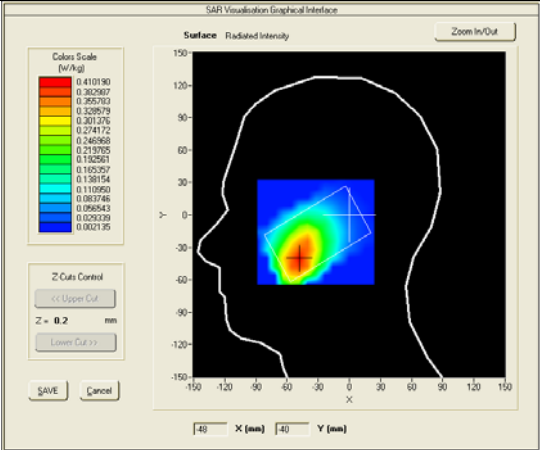 SAR Visualisation Graphical Interface
Surface Radiated Intensity
Zoom In/Out
Colors Scale
(W/kg)
0.410190
0.382987
0.355783
0.328579
0.301376
0.274172
0.246968
0.219765
0.192561
0.165357
0.138154
0.110950
0.083746
0.056543
0.029339
0.002135
Z-Cuts Control
<< Upper Cut
Z = 0.2 mm
Lower Cut >>
SAVE Cancel
150
120
90
60
30
0
-30
-60
-90
-120
-150
Y
-150 -120 -90 -60 -30 0 30 60 90 120 150
X
-48 X (mm) -40 Y (mm)